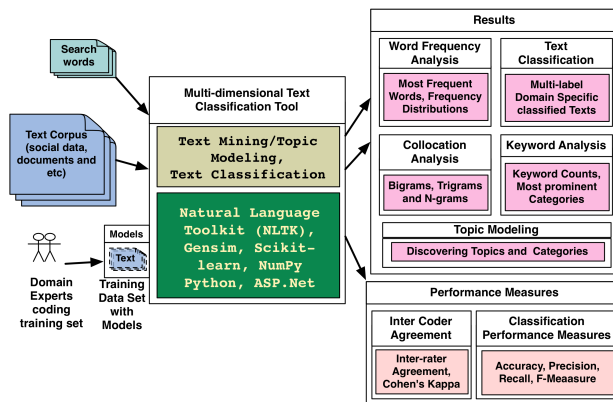 Search
words
Text Corpus
(social data,
documents and
etc)
Models
Text
Domain
Experts
coding
training set
Training
Data Set
with
Models
Multi-dimensional Text
Classification Tool
Text Mining/Topic
Modeling,
Text Classification
Natural Language
Toolkit (NLTK),
Gensim, Scikit-
learn, NumPy
Python, ASP.Net
Results
Word Frequency
Analysis
Most Frequent
Words, Frequency
Distributions
Text
Classification
Multi-label
Domain Specific
classified Texts
Collocation
Analysis
Bigrams, Trigrams
and N-grams
Keyword Analysis
Keyword Counts,
Most prominent
Categories
Topic Modeling
Discovering Topics and Categories
Performance Measures
Inter Coder
Agreement
Inter-rater
Agreement,
Cohen's Kappa
Classification
Performance Measures
Accuracy, Precision,
Recall, F-Meaasure